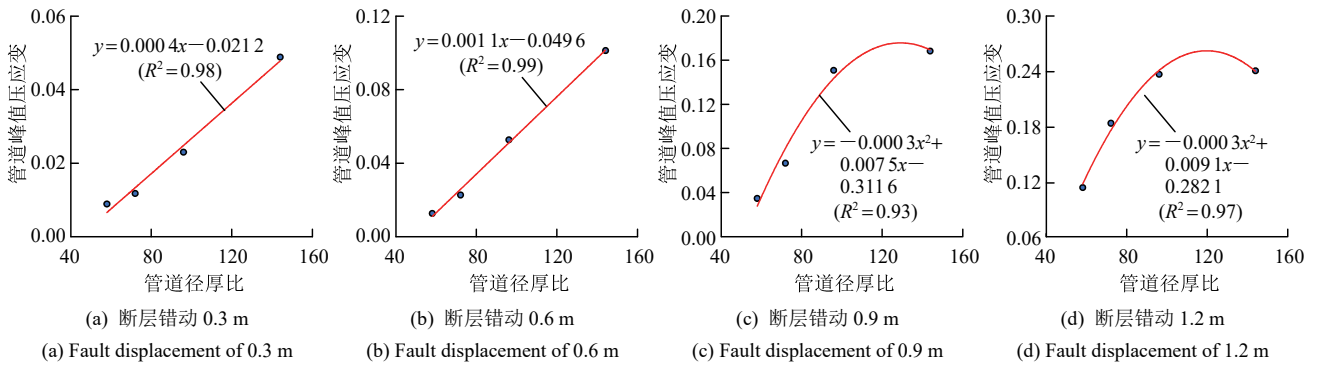 0.06
0.04
0.02
0.00
管道峰值压应变
y=0.000 4x−0.021 2
(R²=0.98)
40 80 120 160
管道径厚比
(a) 断层错动 0.3 m
(a) Fault displacement of 0.3 m
0.12
0.08
0.04
0.00
管道峰值压应变
y=0.001 1x−0.049 6
(R²=0.99)
40 80 120 160
管道径厚比
(b) 断层错动 0.6 m
(b) Fault displacement of 0.6 m
0.20
0.16
0.12
0.08
0.04
0.00
管道峰值压应变
y= −0.000 3x²+
0.007 5x−
0.311 6
(R²=0.93)
40 80 120 160
管道径厚比
(c) 断层错动 0.9 m
(c) Fault displacement of 0.9 m
0.30
0.24
0.18
0.12
0.06
管道峰值压应变
y= −0.000 3x²+
0.009 1x−
0.282 1
(R²=0.97)
40 80 120 160
管道径厚比
(d) 断层错动 1.2 m
(d) Fault displacement of 1.2 m